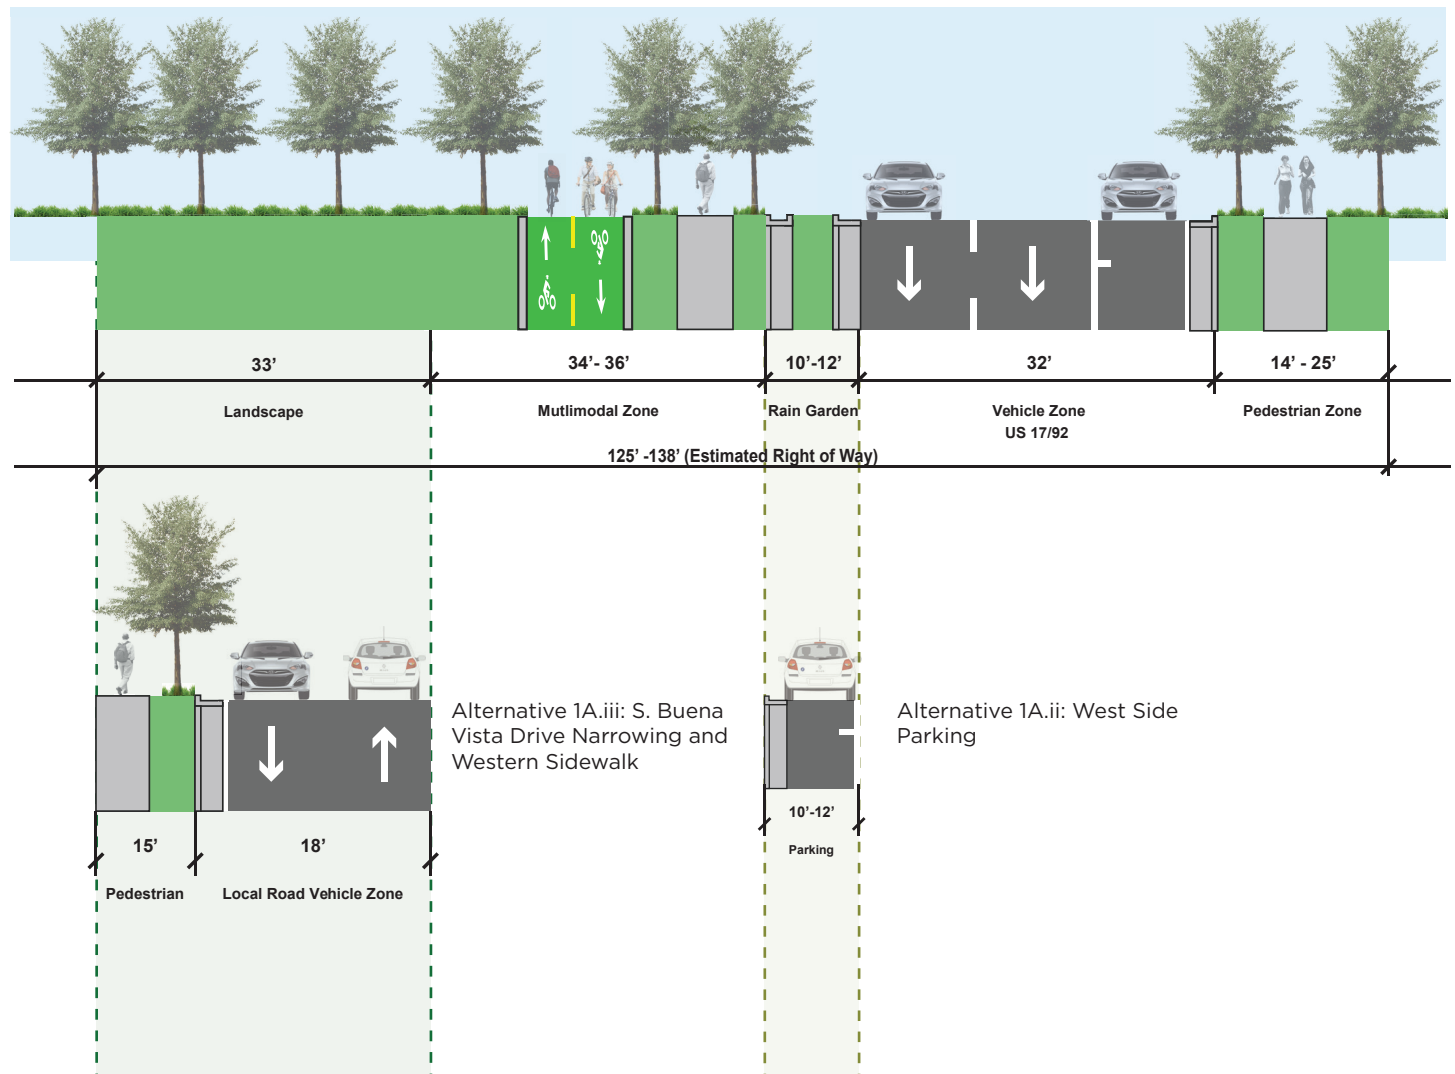 33’
34’- 36’
10’-12’
32’
14’ - 25’
Landscape
Mutlimodal Zone
Rain Garden
Vehicle Zone
US 17/92
Pedestrian Zone
125’ -138’ (Estimated Right of Way)
Alternative 1A.iii: S. Buena
Vista Drive Narrowing and
Western Sidewalk
Alternative 1A.ii: West Side
Parking
10’-12’
Parking
15’
18’
Pedestrian
Local Road Vehicle Zone